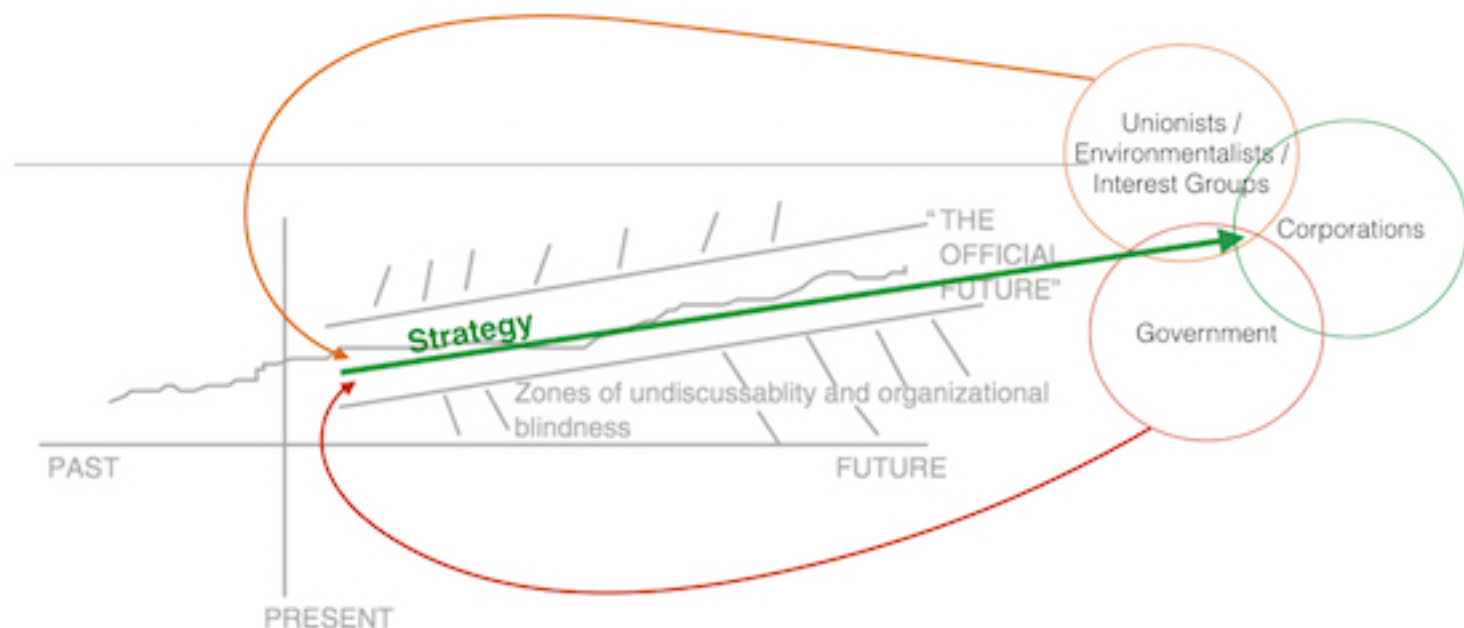 Unionists /
Environmentalists /
Interest Groups
Corporations
“ THE
OFFICIAL
FUTURE”
Strategy
Government
Zones of undiscussablity and organizational
blindness
PAST
FUTURE
PRESENT